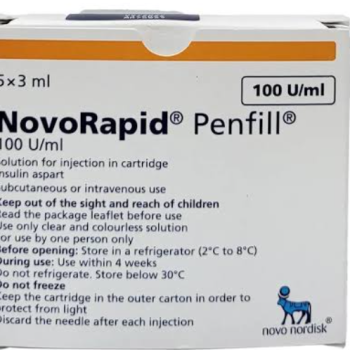 5×3 ml
100 U/ml
NovoRapid® Penfill®
100 U/ml
Solution for injection in cartridge
Insulin aspart
Subcutaneous or intravenous use
Keep out of the sight and reach of children
Read the package leaflet before use
Use only clear and colourless solution
For use by one person only
Before opening: Store in a refrigerator (2°C to 8°C)
During use: Use within 4 weeks
Do not refrigerate. Store below 30°C
Do not freeze
Keep the cartridge in the outer carton in order to
protect from light
Discard the needle after each injection
novo nordisk®